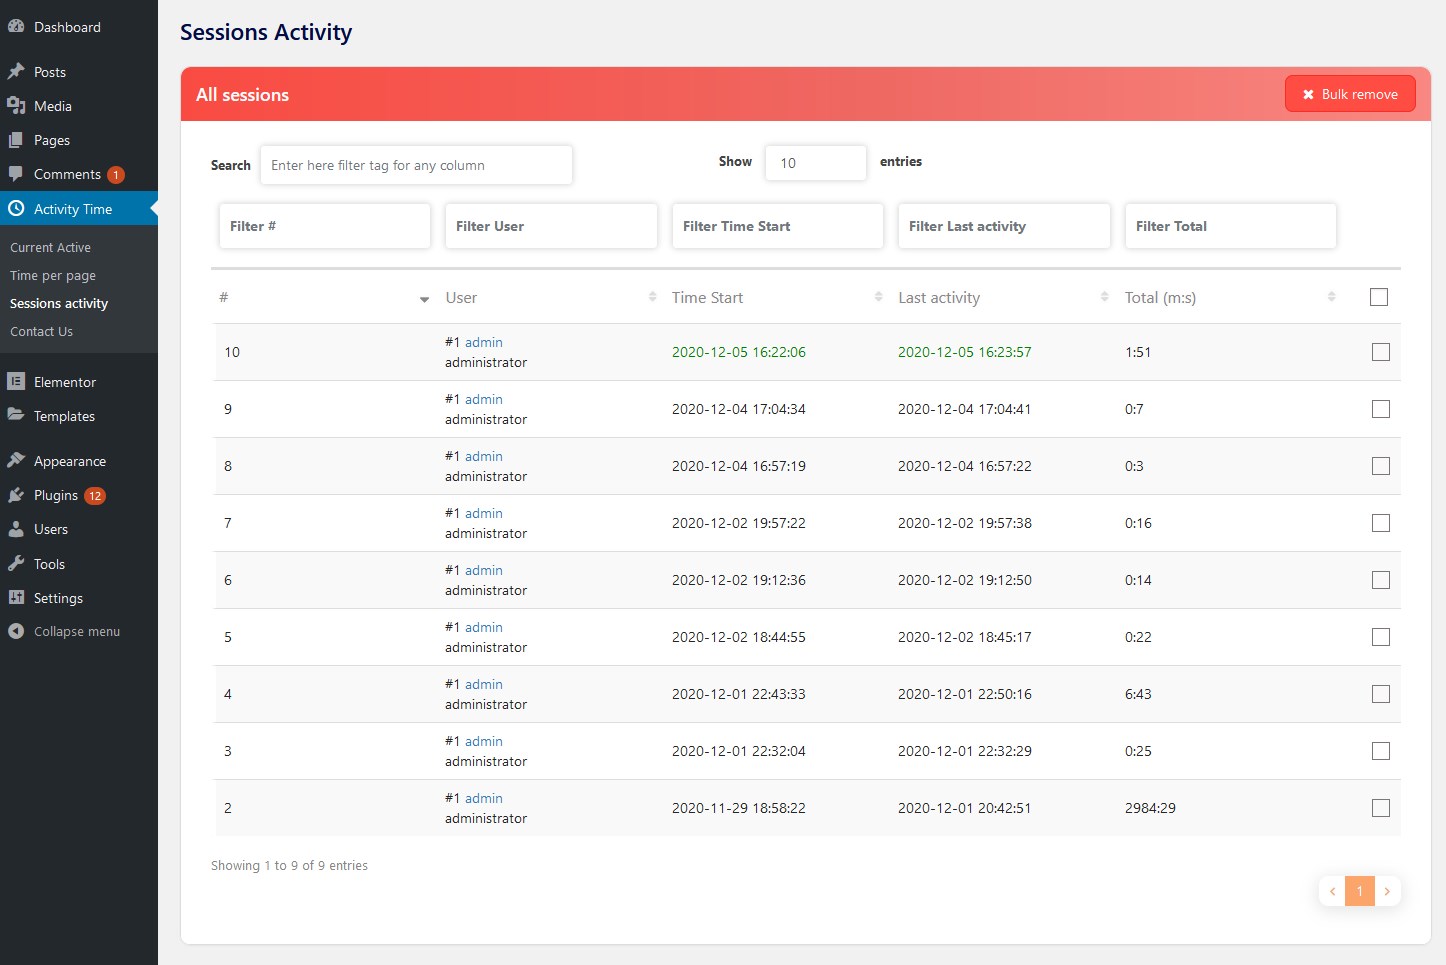 Dashboard
Posts
Media
Pages
Comments 1
Activity Time
Current Active
Time per page
Sessions activity
Contact Us
Elementor
Templates
Appearance
Plugins 12
Users
Tools
Settings
Collapse menu
Sessions Activity
All sessions
Bulk remove
Search Enter here filter tag for any column Show 10 entries
Filter # Filter User Filter Time Start Filter Last activity Filter Total
# User Time Start Last activity Total (m:s)
10 #1 admin 2020-12-05 16:22:06 2020-12-05 16:23:57 1:51
administrator
9 #1 admin 2020-12-04 17:04:34 2020-12-04 17:04:41 0:7
administrator
8 #1 admin 2020-12-04 16:57:19 2020-12-04 16:57:22 0:3
administrator
7 #1 admin 2020-12-02 19:57:22 2020-12-02 19:57:38 0:16
administrator
6 #1 admin 2020-12-02 19:12:36 2020-12-02 19:12:50 0:14
administrator
5 #1 admin 2020-12-02 18:44:55 2020-12-02 18:45:17 0:22
administrator
4 #1 admin 2020-12-01 22:43:33 2020-12-01 22:50:16 6:43
administrator
3 #1 admin 2020-12-01 22:32:04 2020-12-01 22:32:29 0:25
administrator
2 #1 admin 2020-11-29 18:58:22 2020-12-01 20:42:51 2984:29
administrator
Showing 1 to 9 of 9 entries
1